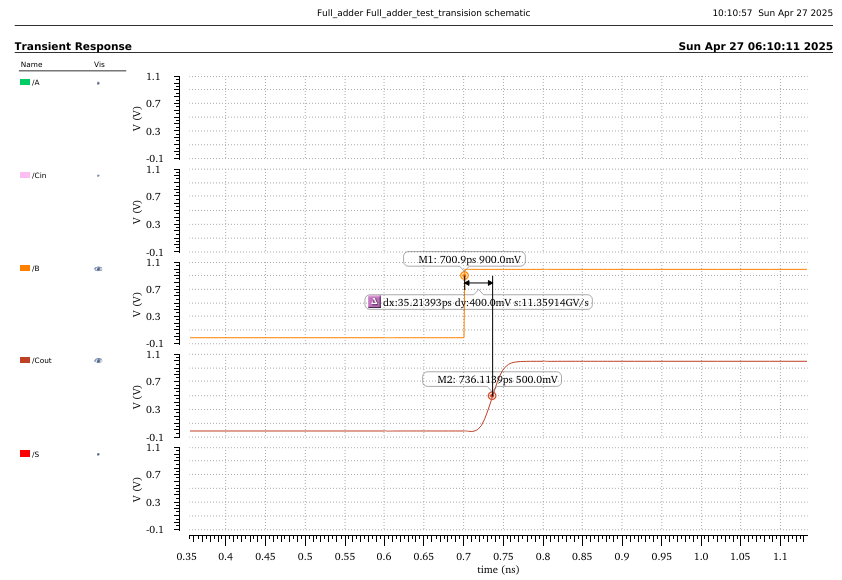 Full_adder Full_adder_test_transision schematic 10:10:57 Sun Apr 27 2025
Transient Response Sun Apr 27 06:10:11 2025
Name Vis
/A
V (V)
1.1
0.7
0.3
-0.1
/Cin
V (V)
1.1
0.7
0.3
-0.1
/B
V (V)
1.1
0.7
0.3
-0.1
M1: 700.9ps 900.0mV
dx:35.21393ps dy:400.0mV s:11.35914GV/s
/Cout
V (V)
1.1
0.7
0.3
-0.1
M2: 736.1139ps 500.0mV
/S
V (V)
1.1
0.7
0.3
-0.1
0.35 0.4 0.45 0.5 0.55 0.6 0.65 0.7 0.75 0.8 0.85 0.9 0.95 1.0 1.05 1.1
time (ns)